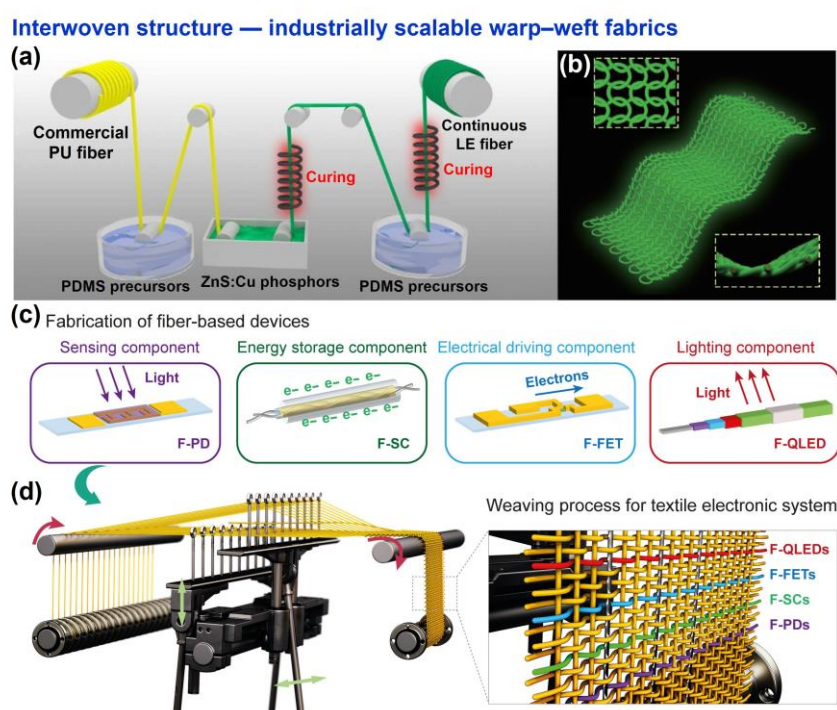 Interwoven structure — industrially scalable warp–weft fabrics
(a)
Commercial
PU fiber
Curing
Continuous
LE fiber
Curing
PDMS precursors
ZnS:Cu phosphors
PDMS precursors
(b)
(c) Fabrication of fiber-based devices
Sensing component
Light
F-PD
Energy storage component
e– e– e– e– e–
e– e– e– e– e–
F-SC
Electrical driving component
Electrons
F-FET
Lighting component
Light
F-QLED
(d)
Weaving process for textile electronic system
F-QLEDs
F-FETs
F-SCs
F-PDs